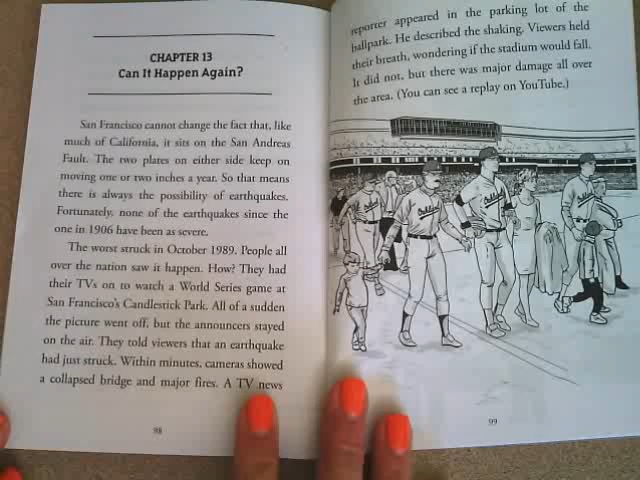 CHAPTER 13
Can It Happen Again?
San Francisco cannot change the fact that, like
much of California, it sits on the San Andreas
Fault. The two plates on either side keep on
moving one or two inches a year. So that means
there is always the possibility of earthquakes.
Fortunately, none of the earthquakes since the
one in 1906 have been as severe.
The worst struck in October 1989. People all
over the nation saw it happen. How? They had
their TVs on to watch a World Series game at
San Francisco's Candlestick Park. All of a sudden
the picture went off, but the announcers stayed
on the air. They told viewers that an earthquake
had just struck. Within minutes, cameras showed
a collapsed bridge and major fires. A TV news
98
reporter appeared in the parking lot of the
ballpark. He described the shaking. Viewers held
their breath, wondering if the stadium would fall.
It did not, but there was major damage all over
the area. (You can see a replay on YouTube.)
99